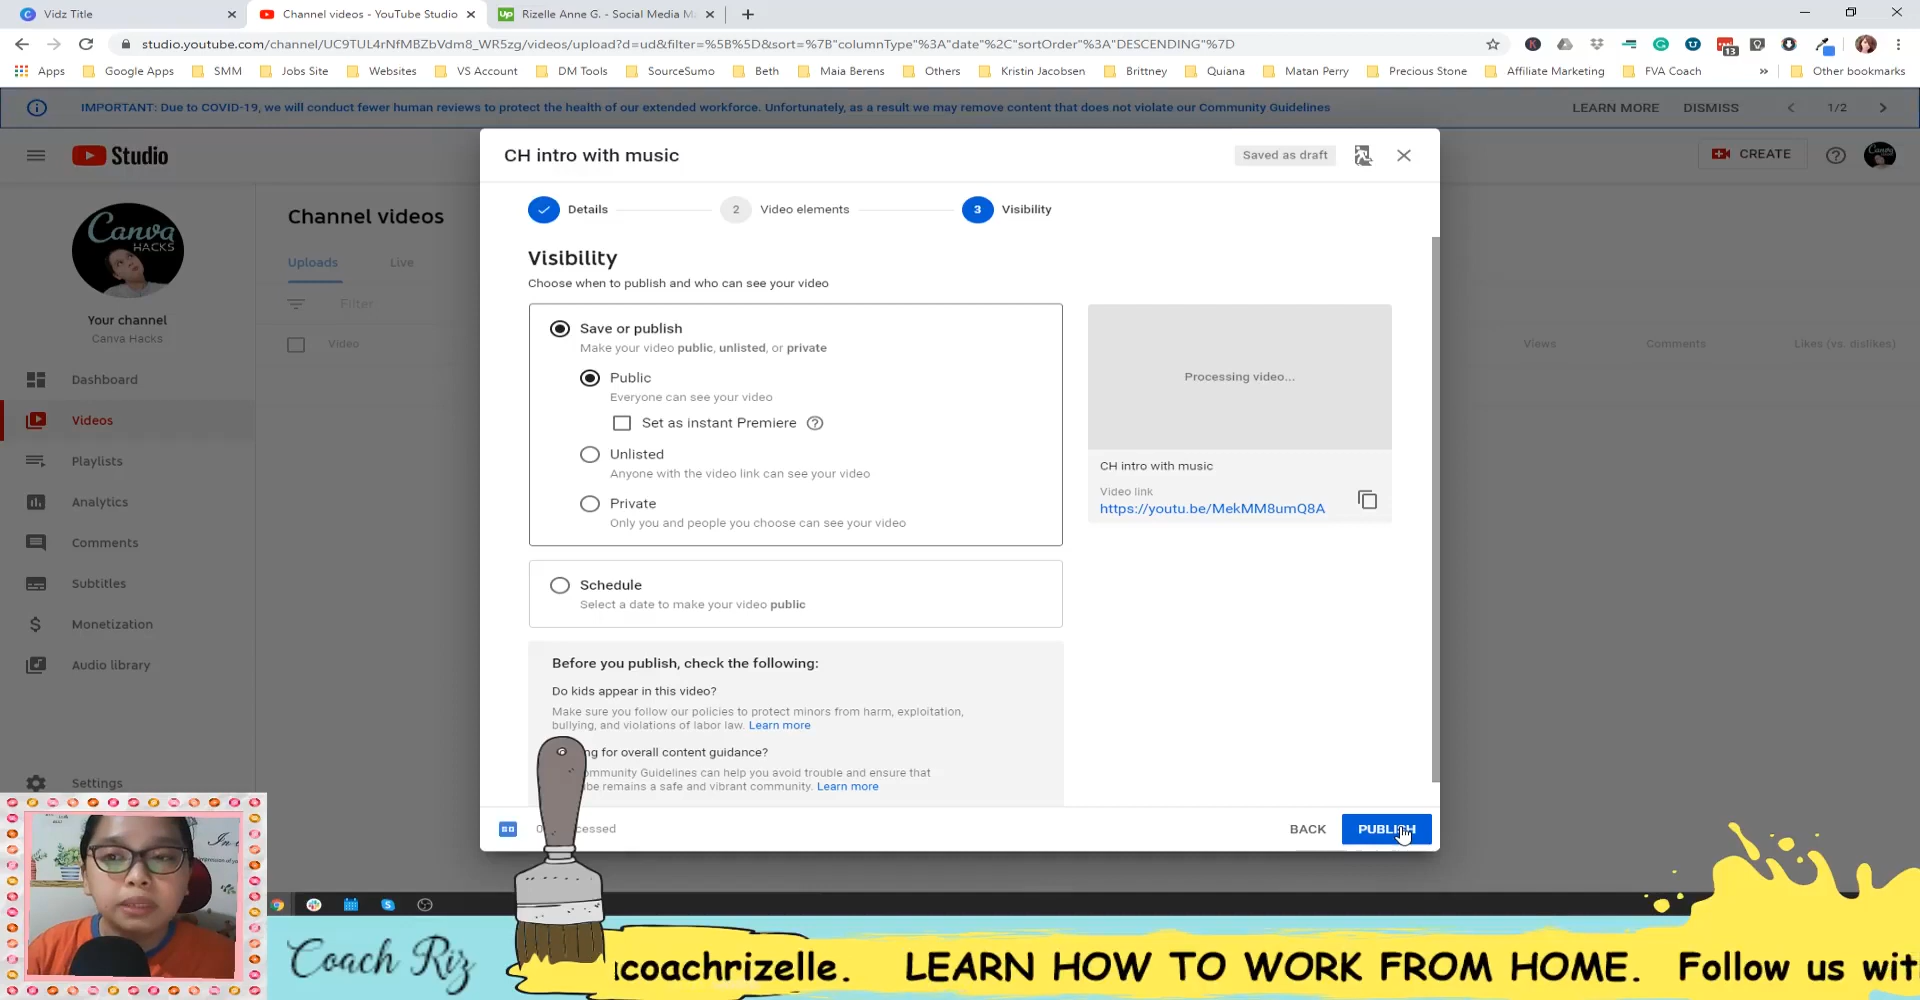 Vidz Title
Channel videos - YouTube Studio
Up
Rizelle Anne G. - Social Media M
studio.youtube.com/channel/UC9TUL4rNfMBZbVdm8_WR5zg/videos/upload?d=ud&filter=%5B%5D&sort=%7B"columnType"%3A"date"%2C"sortOrder"%3A"DESCENDING"%7D
13
Apps
Google Apps
SMM
Jobs Site
Websites
VS Account
DM Tools
SourceSumo
Beth
Maia Berens
Others
Kristin Jacobsen
Brittney
Quiana
Matan Perry
Precious Stone
Affiliate Marketing
FVA Coach
»
Other bookmarks
IMPORTANT: Due to COVID-19, we will conduct fewer human reviews to protect the health of our extended workforce. Unfortunately, as a result we may remove content that does not violate our Community Guidelines
LEARN MORE
DISMISS
1/2
Studio
CREATE
Canva
HACKS
Your channel
Canva Hacks
Dashboard
Videos
Playlists
Analytics
Comments
Subtitles
Monetization
Audio library
Settings
Channel videos
Uploads
Live
Filter
Video
Views
Comments
Likes (vs. dislikes)
CH intro with music
Saved as draft
Details
2
Video elements
3
Visibility
Visibility
Choose when to publish and who can see your video
Save or publish
Make your video public, unlisted, or private
Public
Everyone can see your video
Set as instant Premiere
Unlisted
Anyone with the video link can see your video
Private
Only you and people you choose can see your video
Schedule
Select a date to make your video public
Before you publish, check the following:
Do kids appear in this video?
Make sure you follow our policies to protect minors from harm, exploitation,
bullying, and violations of labor law. Learn more
ng for overall content guidance?
ommunity Guidelines can help you avoid trouble and ensure that
be remains a safe and vibrant community. Learn more
Processing video...
CH intro with music
Video link
https://youtu.be/MekMM8umQ8A
cessed
BACK
PUBLISH
Coach Riz
acoachrizelle. LEARN HOW TO WORK FROM HOME. Follow us wit